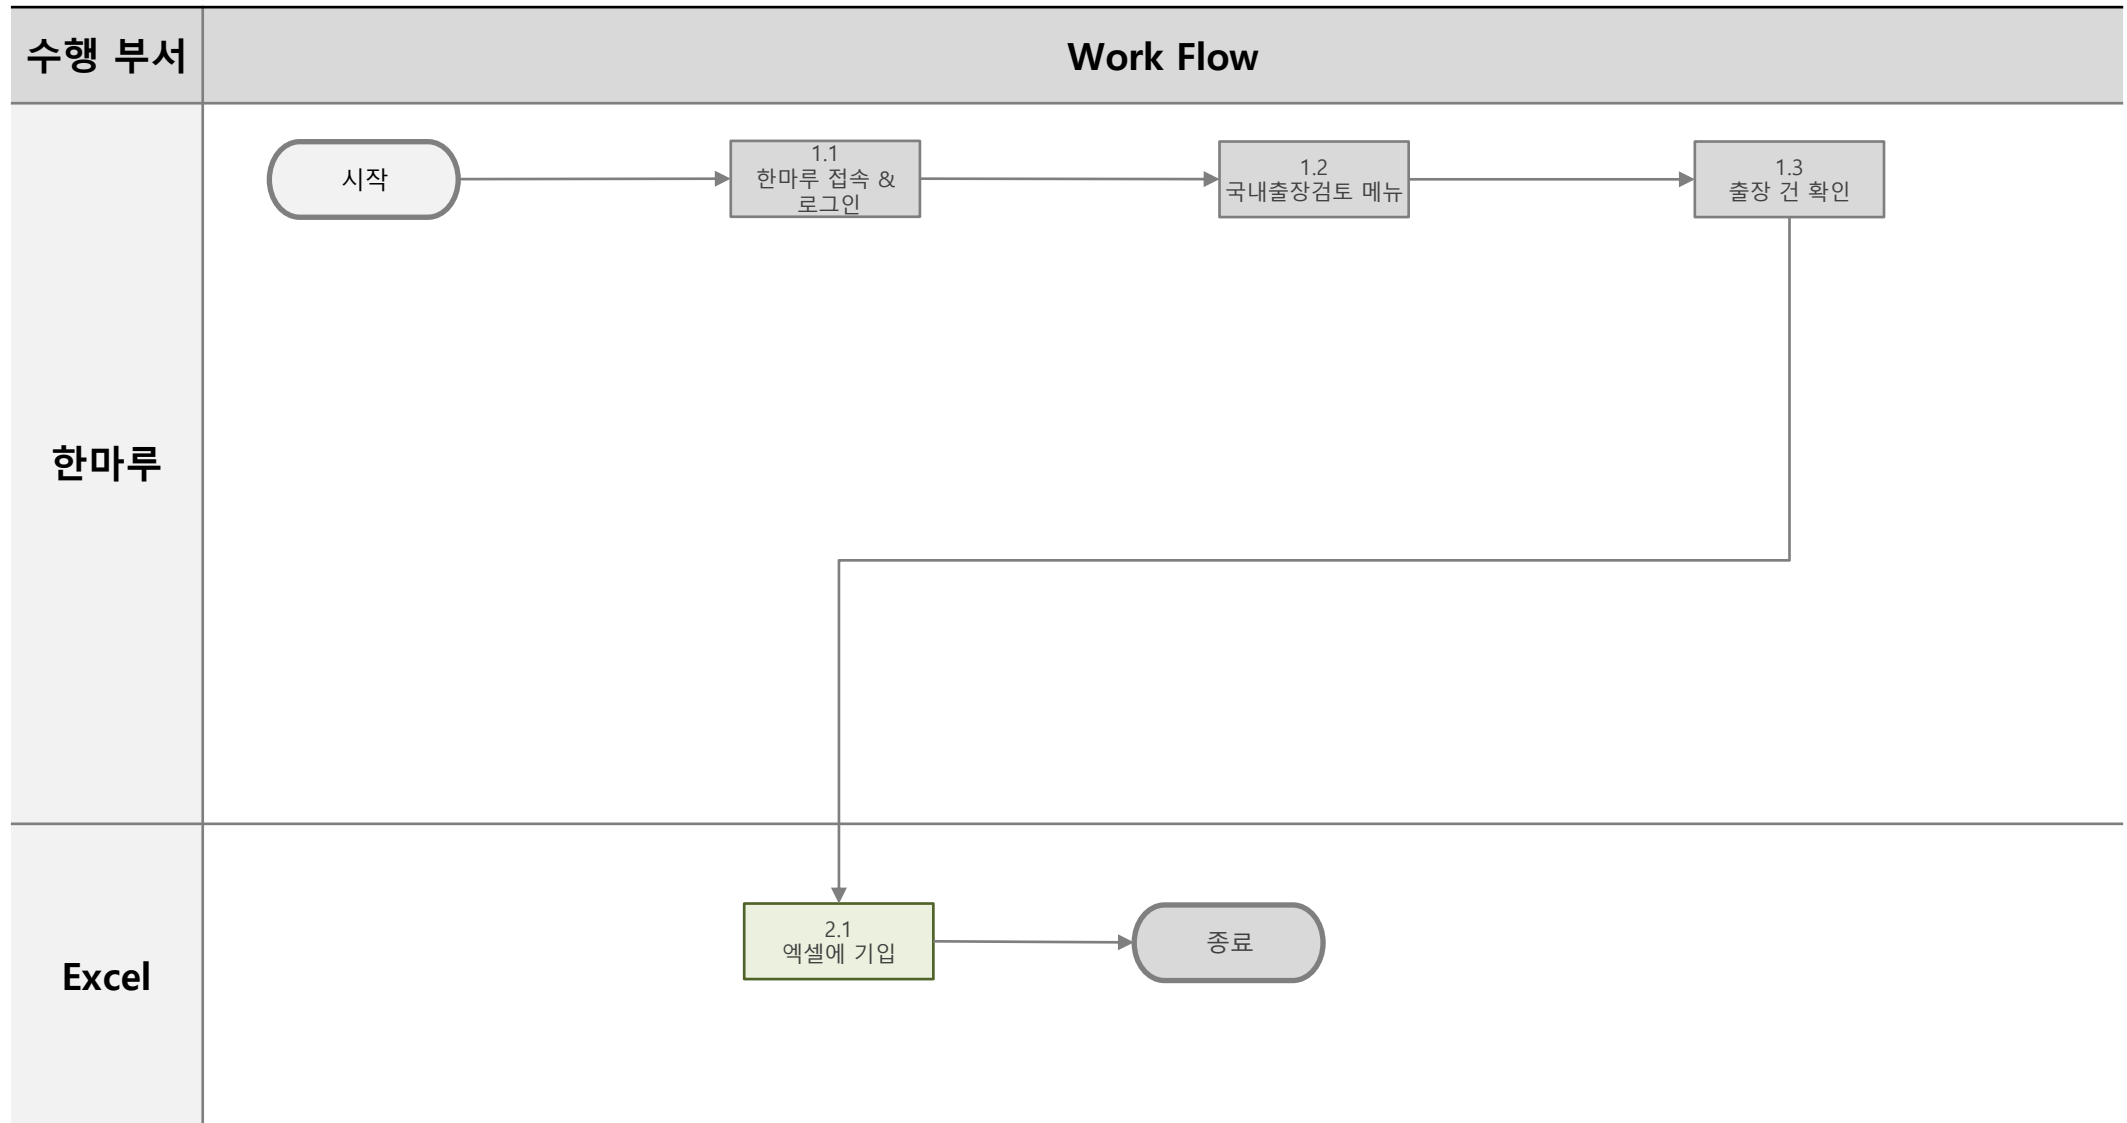 수행 부서
Work Flow
시작
1.1
한마루 접속 &
로그인
1.2
국내출장검토 메뉴
1.3
출장 건 확인
한마루
2.1
엑셀에 기입
종료
Excel